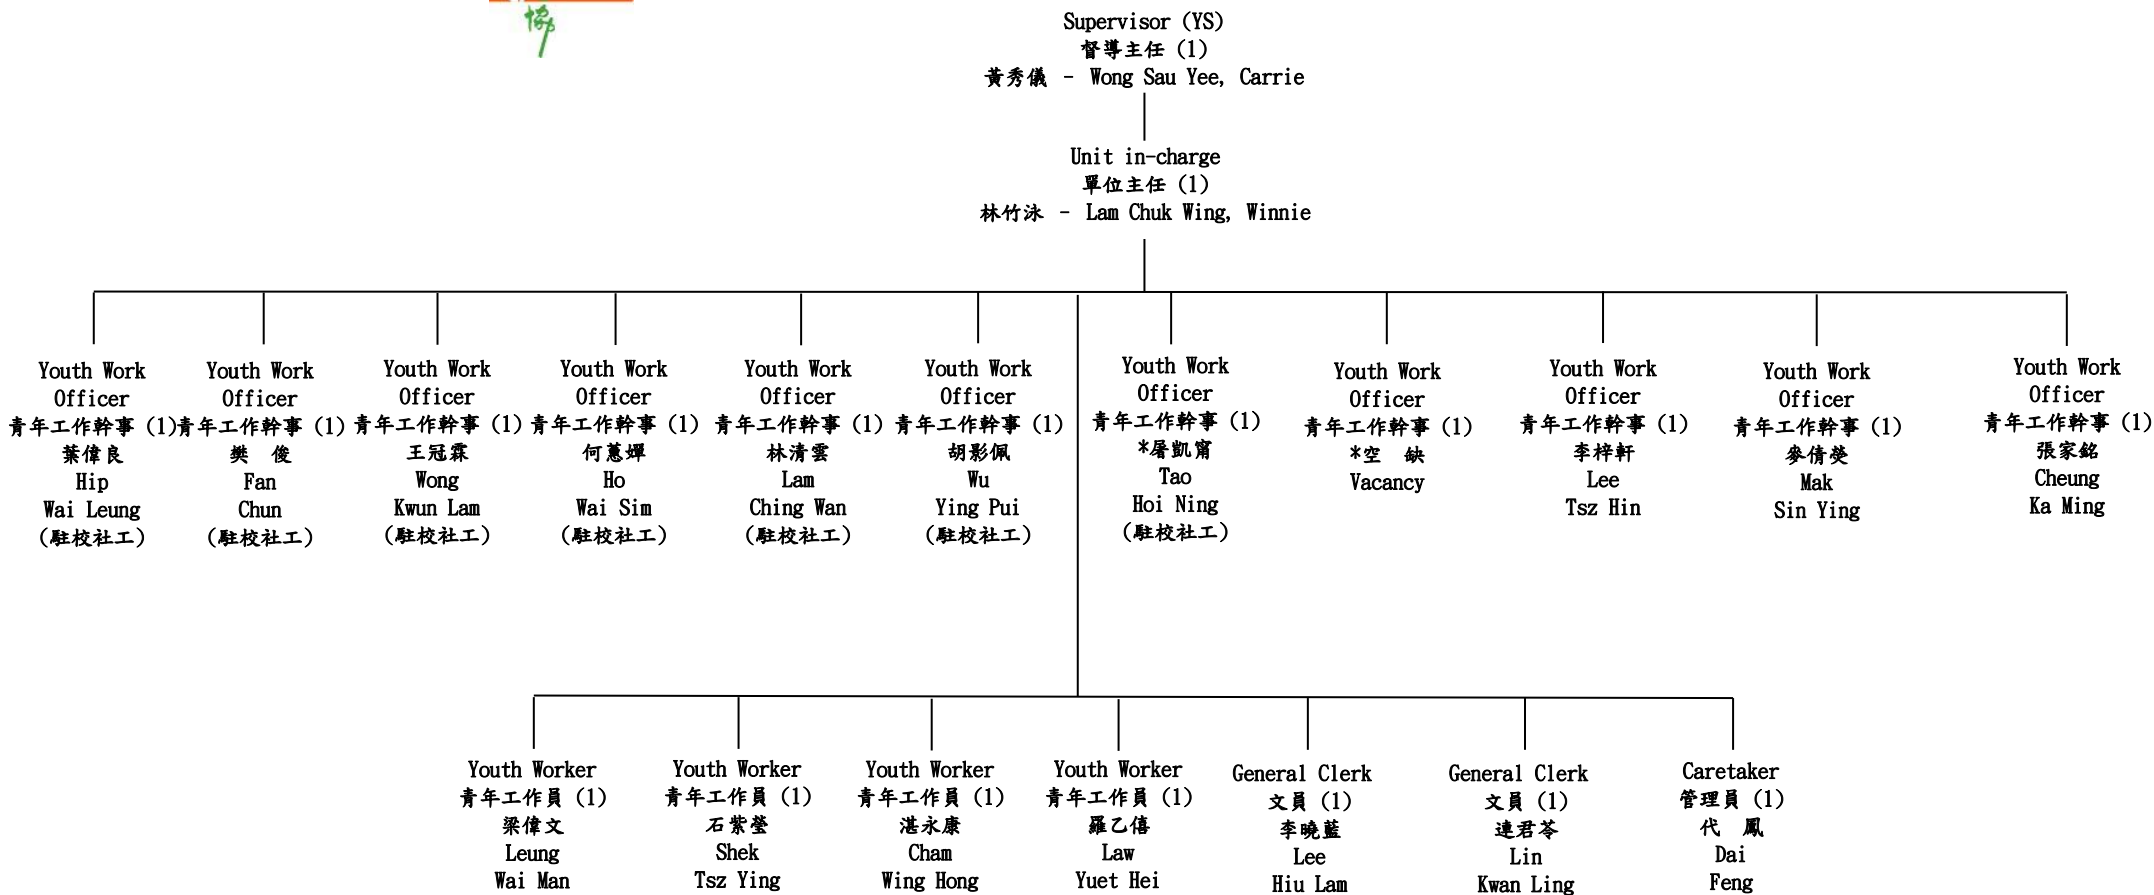 協
Supervisor (YS)
督導主任 (1)
黃秀儀 - Wong Sau Yee, Carrie
Unit in-charge
單位主任 (1)
林竹泳 - Lam Chuk Wing, Winnie
Youth Work
Officer
青年工作幹事 (1)
葉偉良
Hip
Wai Leung
(駐校社工)
Youth Work
Officer
青年工作幹事 (1)
樊　俊
Fan
Chun
(駐校社工)
Youth Work
Officer
青年工作幹事 (1)
王冠霖
Wong
Kwun Lam
(駐校社工)
Youth Work
Officer
青年工作幹事 (1)
何蕙嬋
Ho
Wai Sim
(駐校社工)
Youth Work
Officer
青年工作幹事 (1)
林清雲
Lam
Ching Wan
(駐校社工)
Youth Work
Officer
青年工作幹事 (1)
胡影佩
Wu
Ying Pui
(駐校社工)
Youth Work
Officer
青年工作幹事 (1)
*屠凱甯
Tao
Hoi Ning
(駐校社工)
Youth Work
Officer
青年工作幹事 (1)
*空　缺
Vacancy
Youth Work
Officer
青年工作幹事 (1)
李梓軒
Lee
Tsz Hin
Youth Work
Officer
青年工作幹事 (1)
麥倩熒
Mak
Sin Ying
Youth Work
Officer
青年工作幹事 (1)
張家銘
Cheung
Ka Ming
Youth Worker
青年工作員 (1)
梁偉文
Leung
Wai Man
Youth Worker
青年工作員 (1)
石紫瑩
Shek
Tsz Ying
Youth Worker
青年工作員 (1)
湛永康
Cham
Wing Hong
Youth Worker
青年工作員 (1)
羅乙僖
Law
Yuet Hei
General Clerk
文員 (1)
李曉藍
Lee
Hiu Lam
General Clerk
文員 (1)
連君苓
Lin
Kwan Ling
Caretaker
管理員 (1)
代　鳳
Dai
Feng